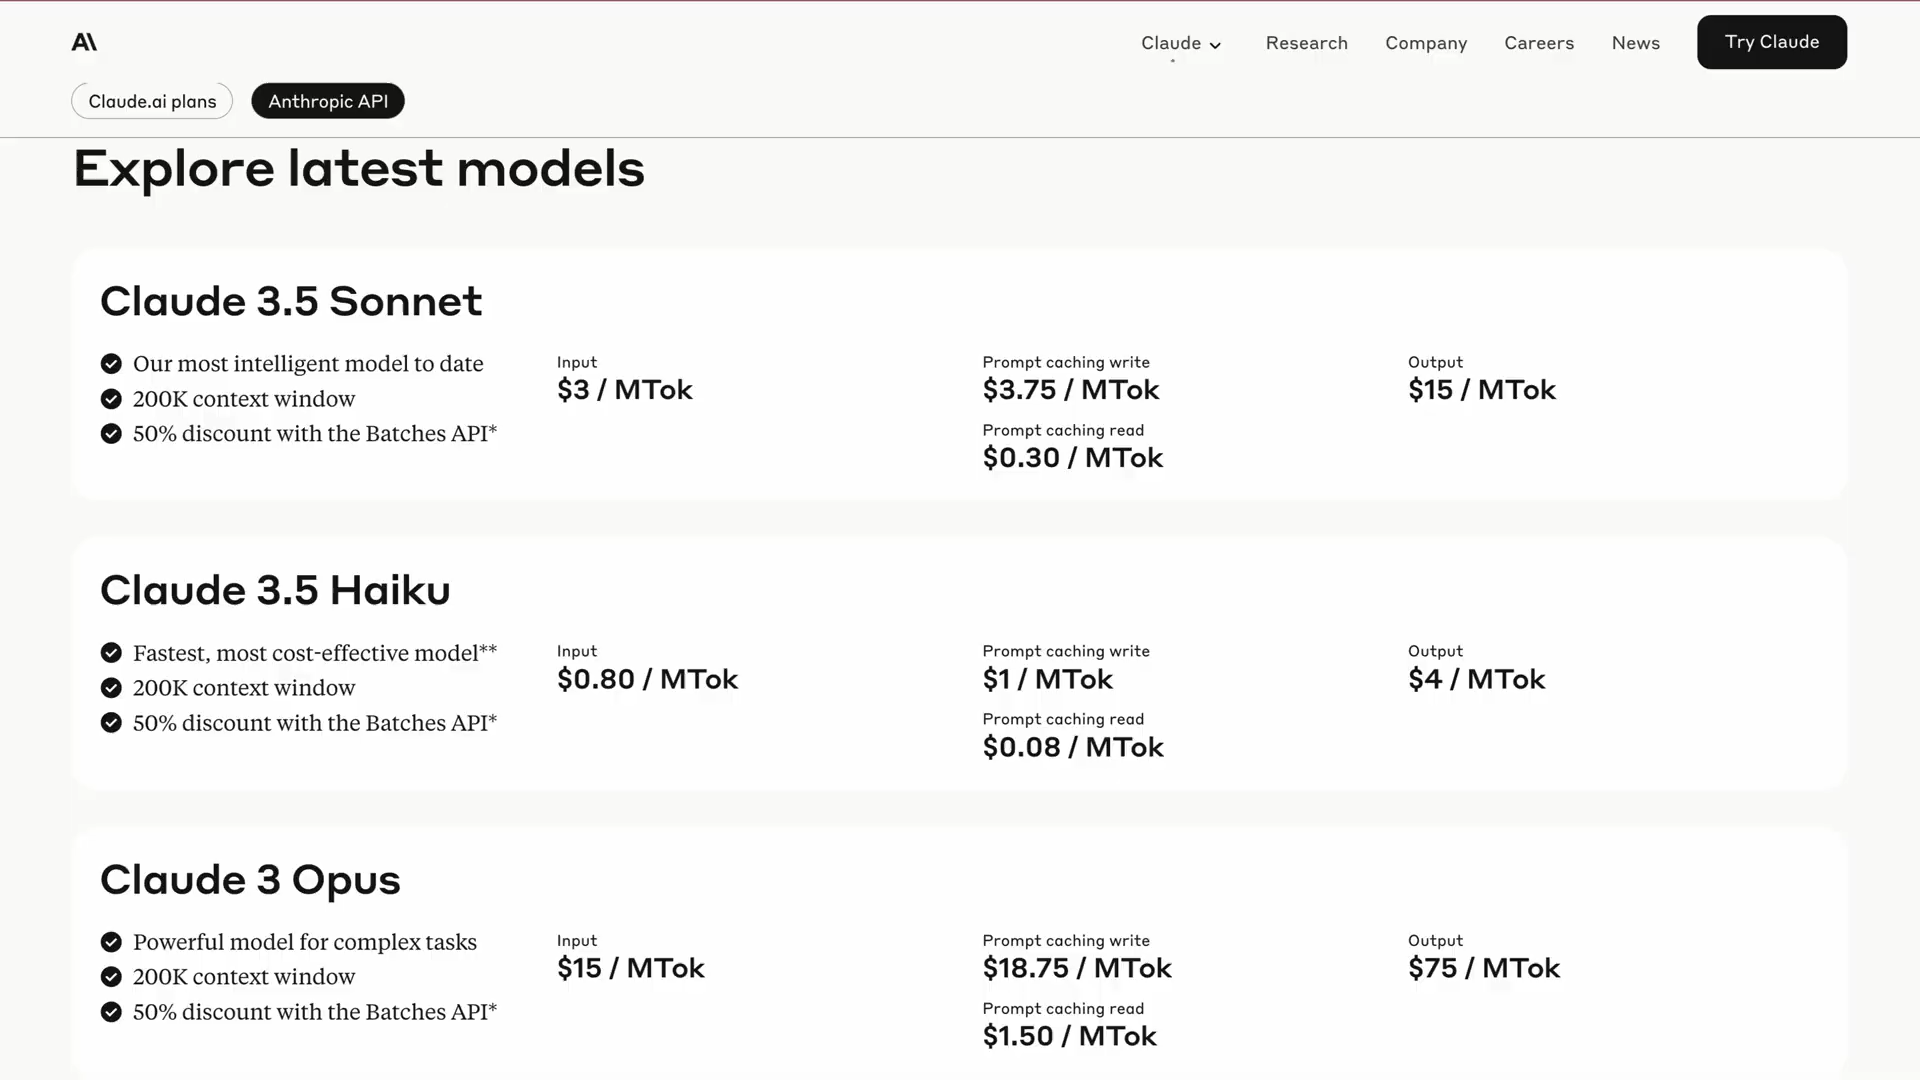 Claude
Research
Company
Careers
News
Try Claude
Claude.ai plans
Anthropic API
Explore latest models
Claude 3.5 Sonnet
Our most intelligent model to date
200K context window
50% discount with the Batches API*
Input
$3 / MTok
Prompt caching write
$3.75 / MTok
Prompt caching read
$0.30 / MTok
Output
$15 / MTok
Claude 3.5 Haiku
Fastest, most cost-effective model**
200K context window
50% discount with the Batches API*
Input
$0.80 / MTok
Prompt caching write
$1 / MTok
Prompt caching read
$0.08 / MTok
Output
$4 / MTok
Claude 3 Opus
Powerful model for complex tasks
200K context window
50% discount with the Batches API*
Input
$15 / MTok
Prompt caching write
$18.75 / MTok
Prompt caching read
$1.50 / MTok
Output
$75 / MTok